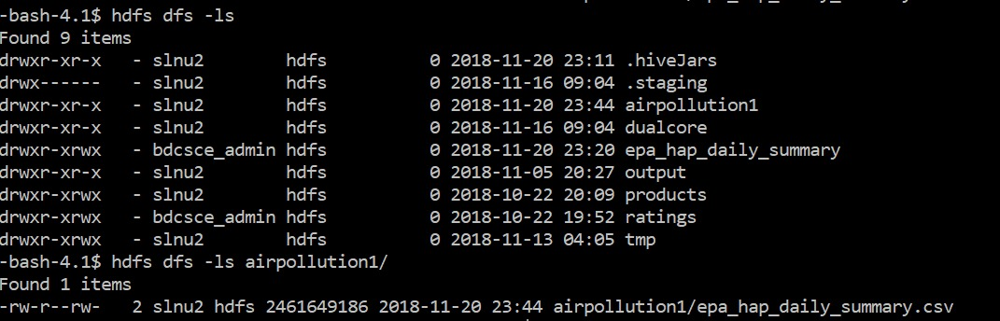 -bash-4.1$ hdfs dfs -ls
Found 9 items
drwxr-xr-x   - slnu2       hdfs          0 2018-11-20 23:11 .hiveJars
drwx------   - slnu2       hdfs          0 2018-11-16 09:04 .staging
drwxr-xr-x   - slnu2       hdfs          0 2018-11-20 23:44 airpollution1
drwxr-xr-x   - slnu2       hdfs          0 2018-11-16 09:04 dualcore
drwxr-xrwx   - bdcsce_admin hdfs          0 2018-11-20 23:20 epa_hap_daily_summary
drwxr-xr-x   - slnu2       hdfs          0 2018-11-05 20:27 output
drwxr-xrwx   - slnu2       hdfs          0 2018-10-22 20:09 products
drwxr-xrwx   - bdcsce_admin hdfs          0 2018-10-22 19:52 ratings
drwxr-xrwx   - slnu2       hdfs          0 2018-11-13 04:05 tmp
-bash-4.1$ hdfs dfs -ls airpollution1/
Found 1 items
-rw-r--rw-   2 slnu2 hdfs 2461649186 2018-11-20 23:44 airpollution1/epa_hap_daily_summary.csv